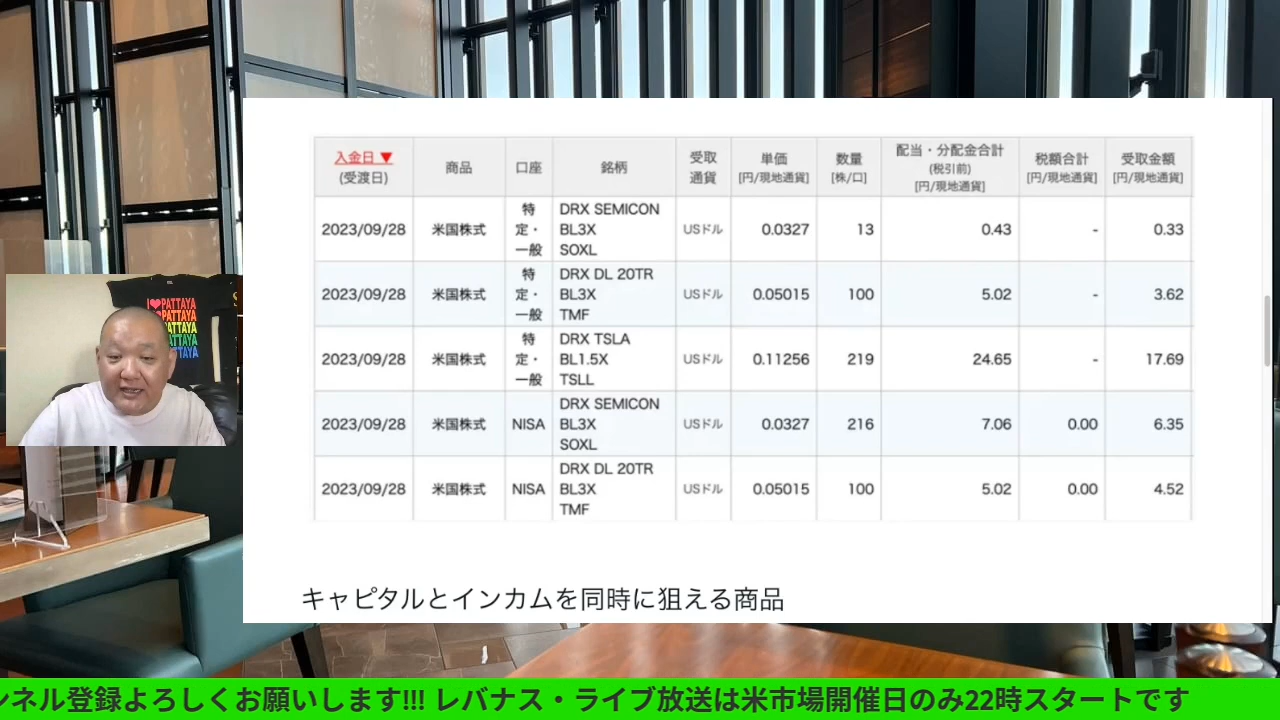 入金日▼
(受渡日)
商品
口座
銘柄
受取
通貨
単価
[円/現地通貨]
数量
[株/口]
配当・分配金合計
(税引前)
[円/現地通貨]
税額合計
[円/現地通貨]
受取金額
[円/現地通貨]
2023/09/28 米国株式 特定・一般 DRX SEMICON BL3X SOXL USドル 0.0327 13 0.43 - 0.33
2023/09/28 米国株式 特定・一般 DRX DL 20TR BL3X TMF USドル 0.05015 100 5.02 - 3.62
2023/09/28 米国株式 特定・一般 DRX TSLA BL1.5X TSLL USドル 0.11256 219 24.65 - 17.69
2023/09/28 米国株式 NISA DRX SEMICON BL3X SOXL USドル 0.0327 216 7.06 0.00 6.35
2023/09/28 米国株式 NISA DRX DL 20TR BL3X TMF USドル 0.05015 100 5.02 0.00 4.52
I❤PATTAYA
PATTAYA
PATTAYA
PATTAYA
PATTAYA
キャピタルとインカムを同時に狙える商品
ンネル登録よろしくお願いします!!! レバナス・ライブ放送は米市場開催日のみ22時スタートです